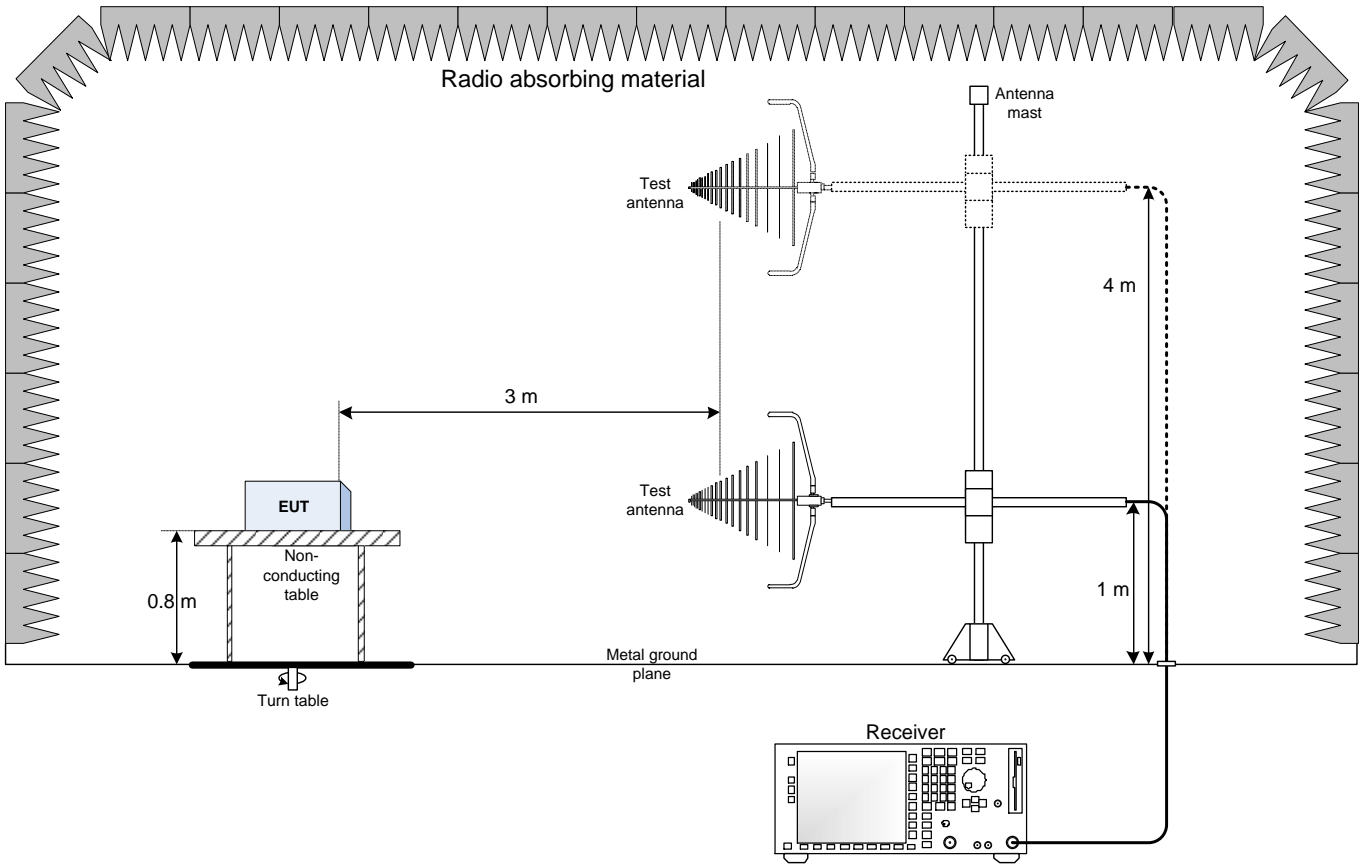 Radio absorbing material
Antenna
mast
Test
antenna
4 m
3 m
Test
antenna
EUT
Non-
conducting
table
0.8 m
1 m
Metal ground
plane
Turn table
Receiver